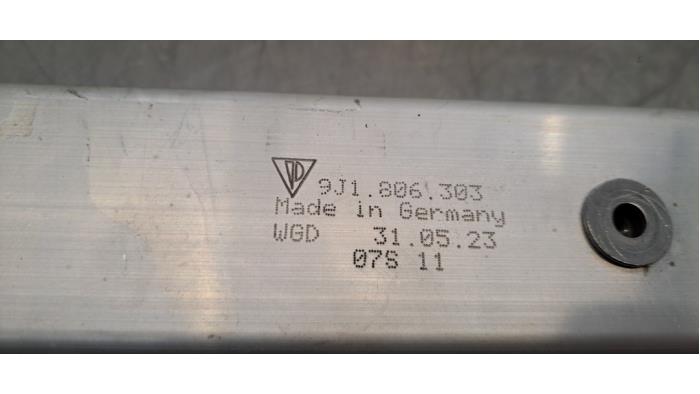 9J1.806.303
Made in Germany
WGD 31.05.23
07S 11